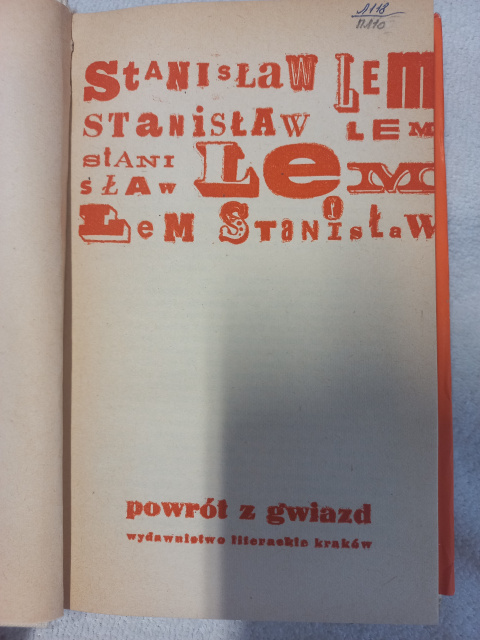 StANISŁAW LEM
STANISŁAW LEM
StANI
SŁAW LeM
LeM STANISŁaW
powrót z gwiazd
wydawnictwo literackie kraków